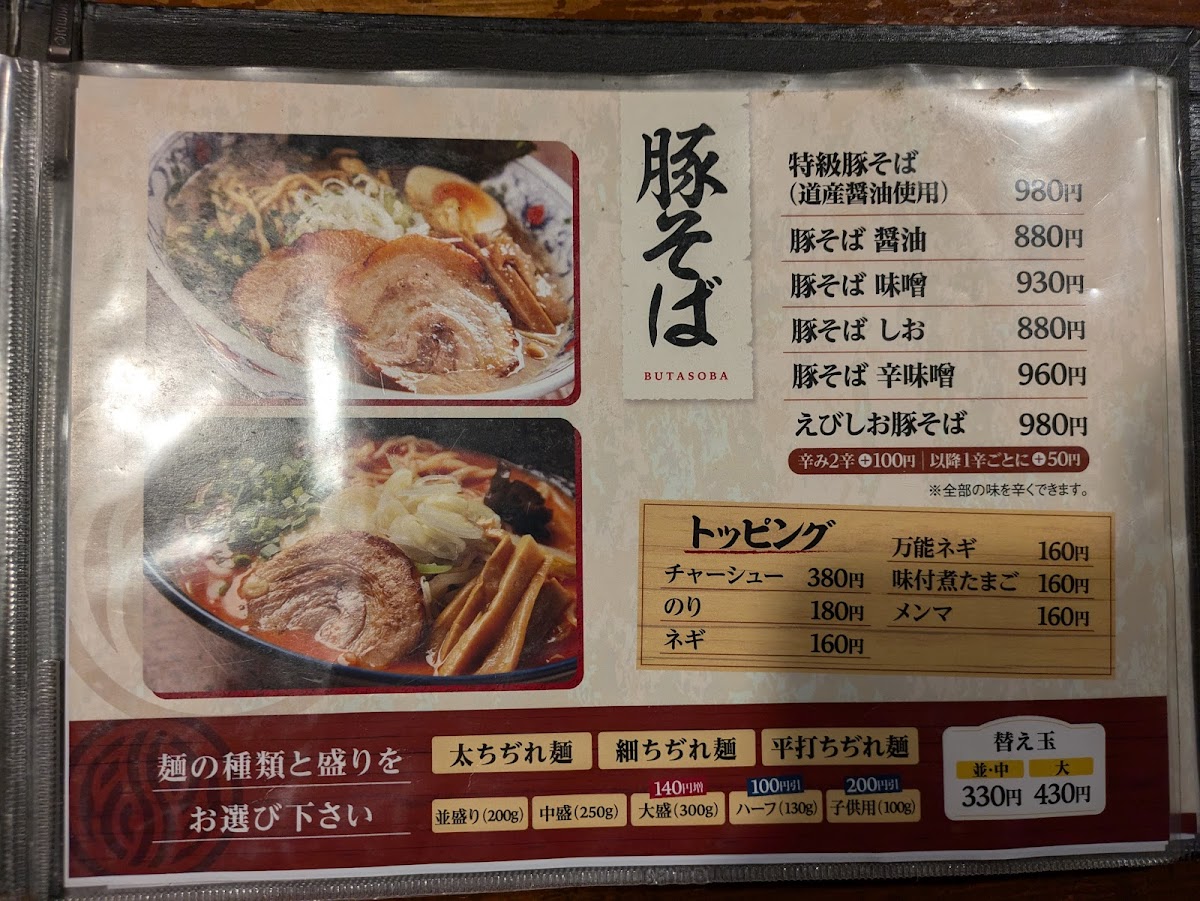 豚そば
BUTASOBA
特級豚そば
(道産醤油使用) 980円
豚そば 醤油 880円
豚そば 味噌 930円
豚そば しお 880円
豚そば 辛味噌 960円
えびしお豚そば 980円
辛み2辛+100円 | 以降1辛ごとに+50円
※全部の味を辛くできます。
トッピング
チャーシュー 380円
のり 180円
ネギ 160円
万能ネギ 160円
味付煮たまご 160円
メンマ 160円
麺の種類と盛りを
お選び下さい
太ちぢれ麺 細ちぢれ麺 平打ちぢれ麺
140円増 100円引 200円引
並盛り(200g) 中盛(250g) 大盛(300g) ハーフ(130g) 子供用(100g)
替え玉
並・中 大
330円 430円